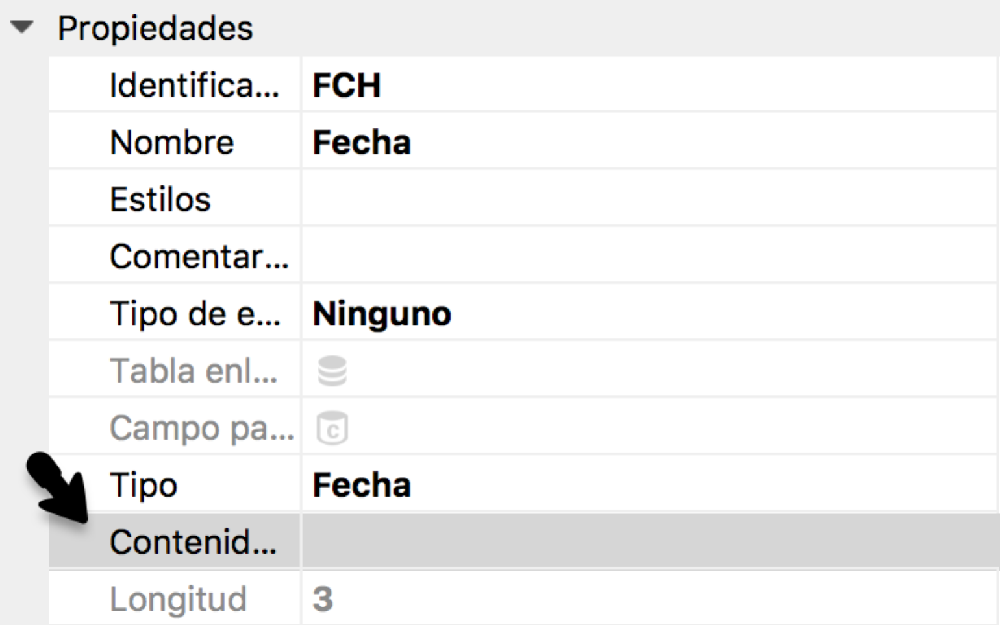 Propiedades
Identifica... FCH
Nombre Fecha
Estilos
Comentar...
Tipo de e... Ninguno
Tabla enl...
Campo pa... c
Tipo Fecha
Contenid...
Longitud 3